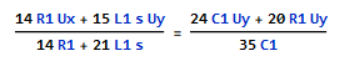 14 R1 Ux + 15 L1 s Uy = 24 C1 Uy + 20 R1 Uy
14 R1 + 21 L1 s 35 C1